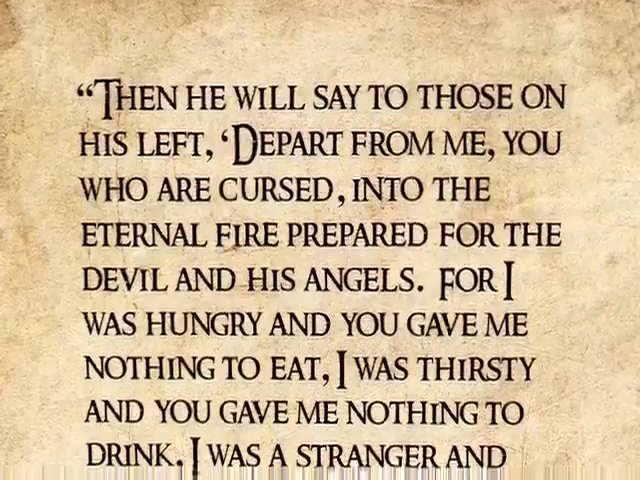 “Then he will say to those on
his left, ‘Depart from me, you
who are cursed, into the
eternal fire prepared for the
devil and his angels. For I
was hungry and you gave me
nothing to eat, I was thirsty
and you gave me nothing to
drink. I was a stranger and